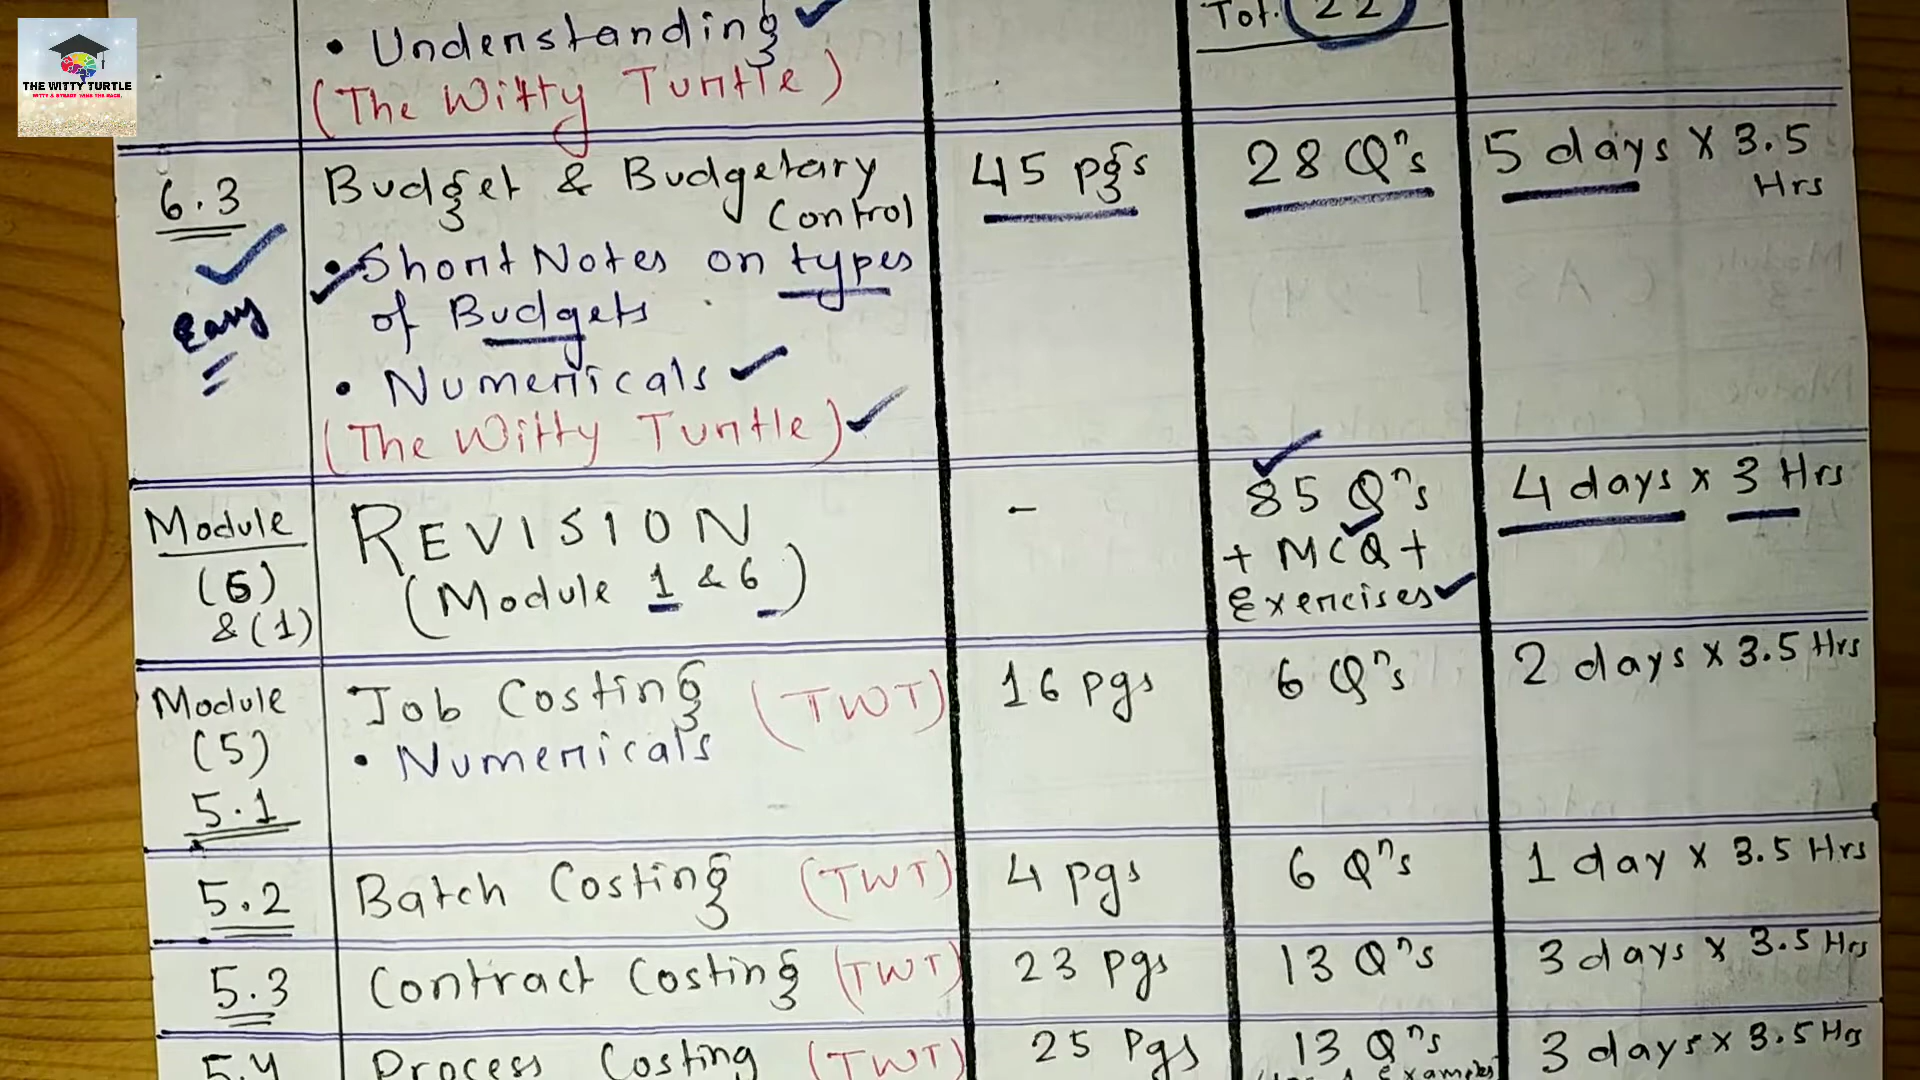 THE WITTY TURTLE
• Understanding
(The Witty Turtle)
Tot. 22
6.3
Easy
Budget & Budgetary
Control
• Short Notes on types
of Budgets
• Numericals
(The Witty Turtle)
45 pgs
28 Qⁿs
5 days x 3.5
Hrs
Module
(6)
& (1)
REVISION
(Module 1 & 6)
-
85 Qⁿs
+ MCQ +
Exercises
4 days x 3 Hrs
Module
(5)
5.1
Job Costing (TWT)
• Numericals
16 pgs
6 Qⁿs
2 days x 3.5 Hrs
5.2
Batch Costing (TWT)
4 pgs
6 Qⁿs
1 day x 3.5 Hrs
5.3
Contract Costing (TWT)
23 pgs
13 Qⁿs
3 days x 3.5 Hrs
5.4
Process Costing (TWT)
25 Pgs
13 Qⁿs
3 days x 3.5 Hrs